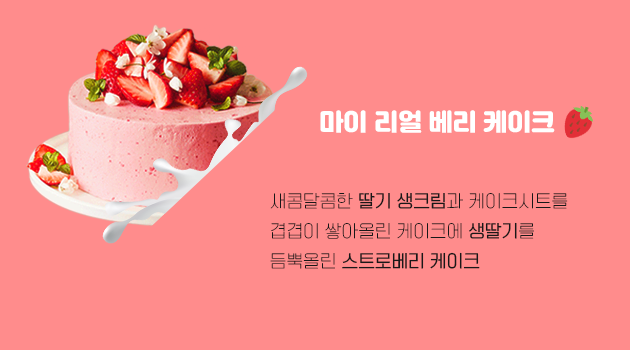 마이 리얼 베리 케이크
새콤달콤한 딸기 생크림과 케이크시트를
겹겹이 쌓아올린 케이크에 생딸기를
듬뿍올린 스트로베리 케이크